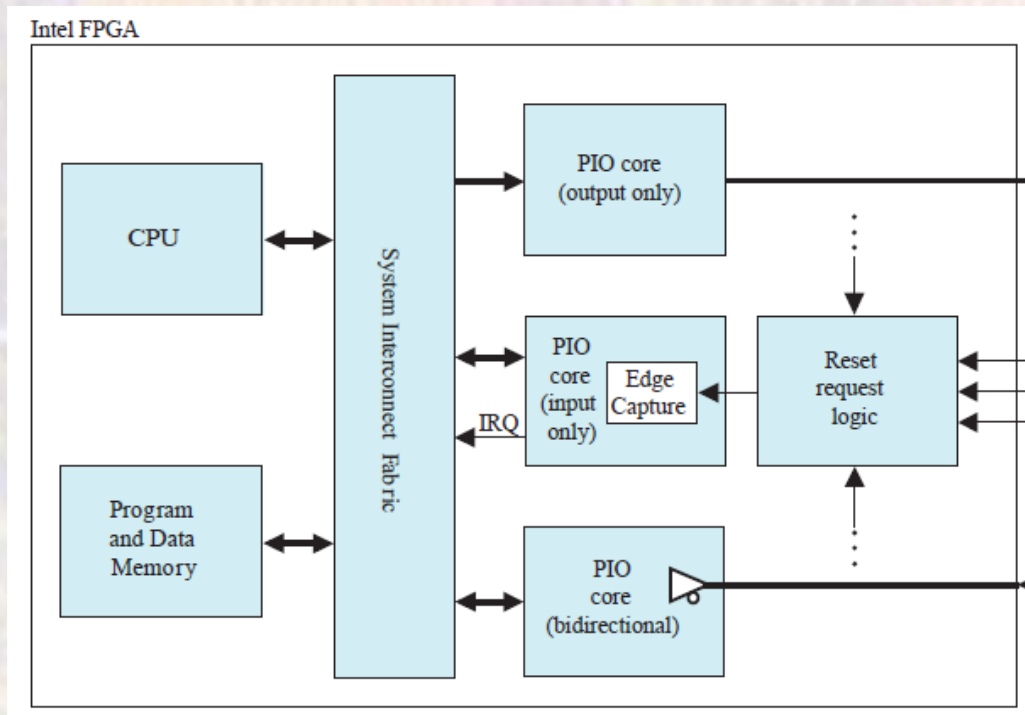 Intel FPGA
PIO core
(output only)
CPU
System Interconnect Fabric
PIO
core
(input
only)
Edge
Capture
IRQ
Reset
request
logic
Program
and Data
Memory
PIO
core
(bidirectional)